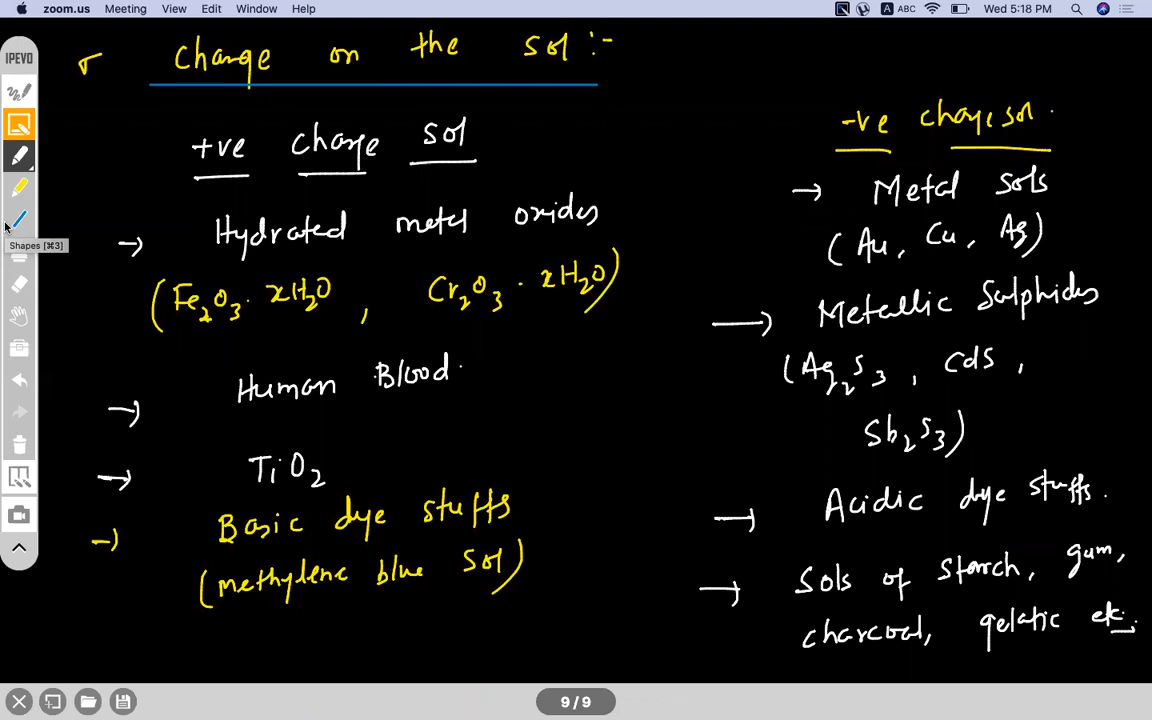 zoom.us Meeting View Edit Window Help
A ABC Wed 5:18 PM
IPEVO
Shapes [⌘3]
charge on the sol :-
+ve charge sol
→ Hydrated metal oxides
(Fe2O3. xH2O , Cr2O3 . xH2O)
→ Human Blood.
→ TiO2
→ Basic dye stuffs
(methylene blue sol)
-ve charge sol.
→ Metal sols
(Au, Cu, Ag)
→ Metallic Sulphides
(Ag2S3 , CdS ,
Sb2S3)
→ Acidic dye stuffs.
→ Sols of starch, gum,
charcoal, gelatic etc.
9 / 9